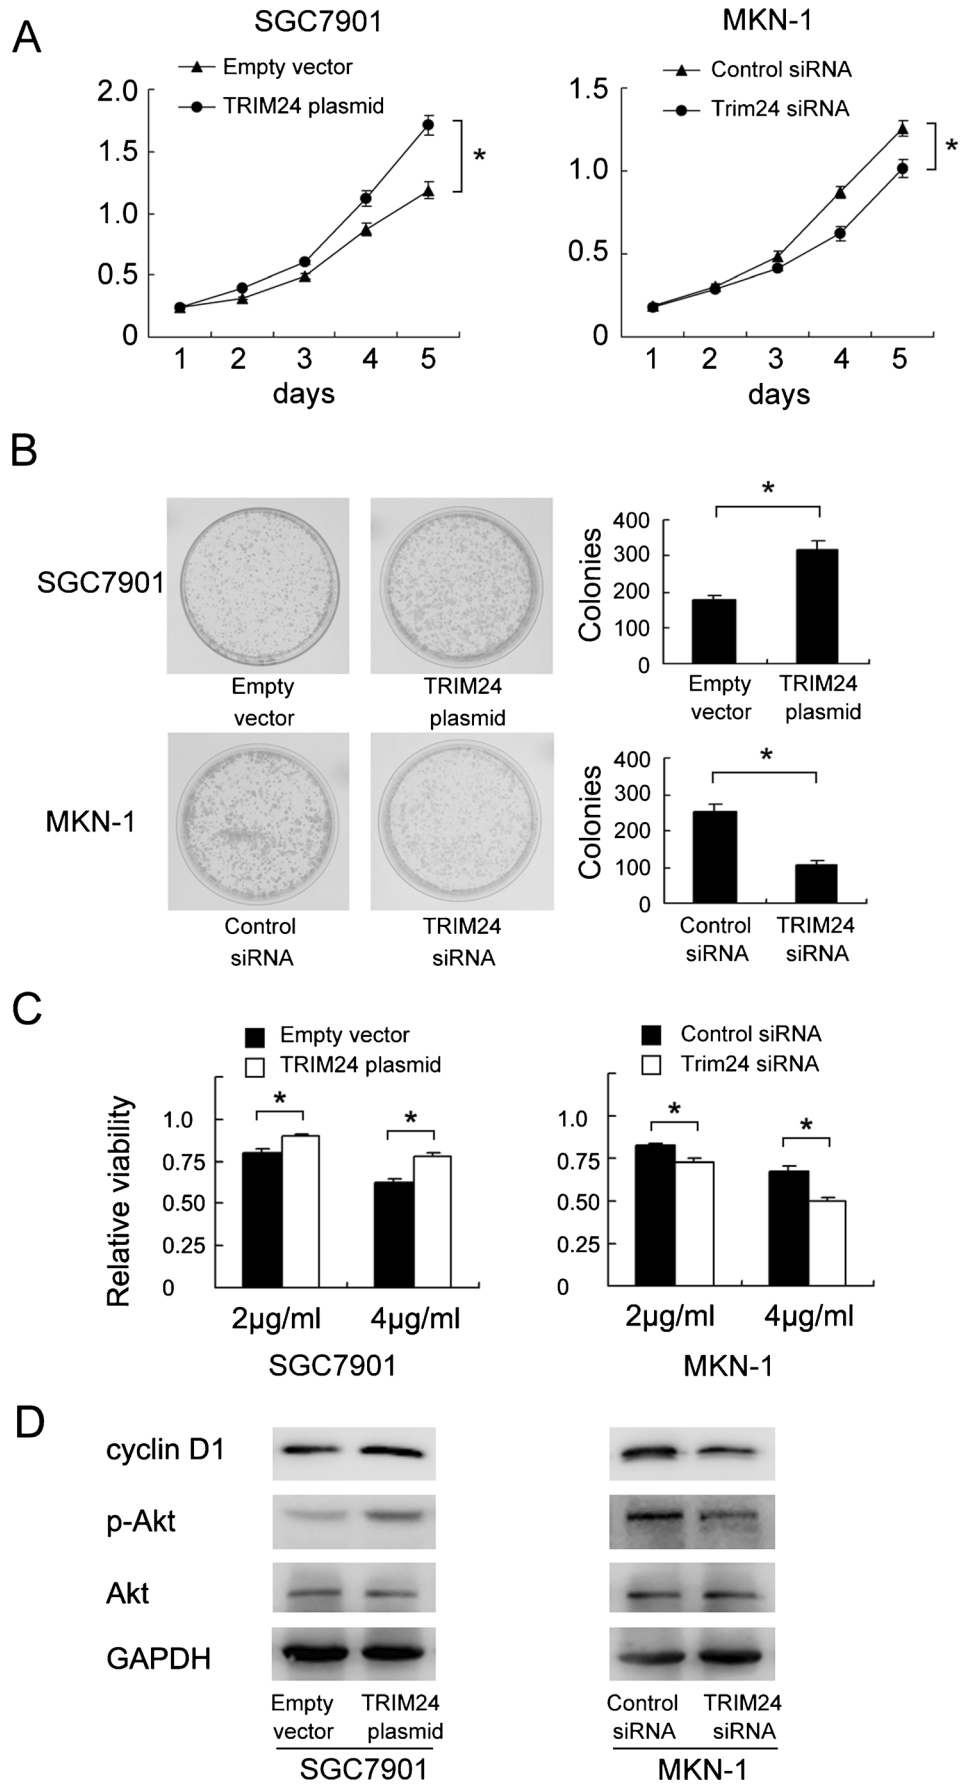 A
SGC7901
MKN-1
Empty vector
TRIM24 plasmid
Control siRNA
Trim24 siRNA
2.0
1.5
1.0
0.5
0
*
1 2 3 4 5
days
1.5
1.0
0.5
0
*
1 2 3 4 5
days
B
SGC7901
Empty
vector
TRIM24
plasmid
Colonies
400
300
200
100
0
*
Empty
vector
TRIM24
plasmid
MKN-1
Control
siRNA
TRIM24
siRNA
Colonies
400
300
200
100
0
*
Control
siRNA
TRIM24
siRNA
C
Empty vector
TRIM24 plasmid
Relative viability
1.0
0.75
0.50
0.25
0
*
*
2µg/ml 4µg/ml
SGC7901
Control siRNA
Trim24 siRNA
1.0
0.75
0.50
0.25
0
*
*
2µg/ml 4µg/ml
MKN-1
D
cyclin D1
p-Akt
Akt
GAPDH
Empty
vector
TRIM24
plasmid
SGC7901
Control
siRNA
TRIM24
siRNA
MKN-1